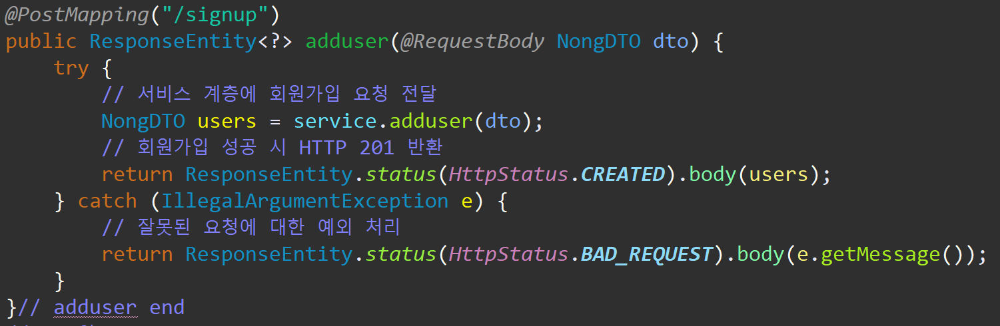 @PostMapping("/signup")
public ResponseEntity<?> adduser(@RequestBody NongDTO dto) {
    try {
        // 서비스 계층에 회원가입 요청 전달
        NongDTO users = service.adduser(dto);
        // 회원가입 성공 시 HTTP 201 반환
        return ResponseEntity.status(HttpStatus.CREATED).body(users);
    } catch (IllegalArgumentException e) {
        // 잘못된 요청에 대한 예외 처리
        return ResponseEntity.status(HttpStatus.BAD_REQUEST).body(e.getMessage());
    }
}// adduser end